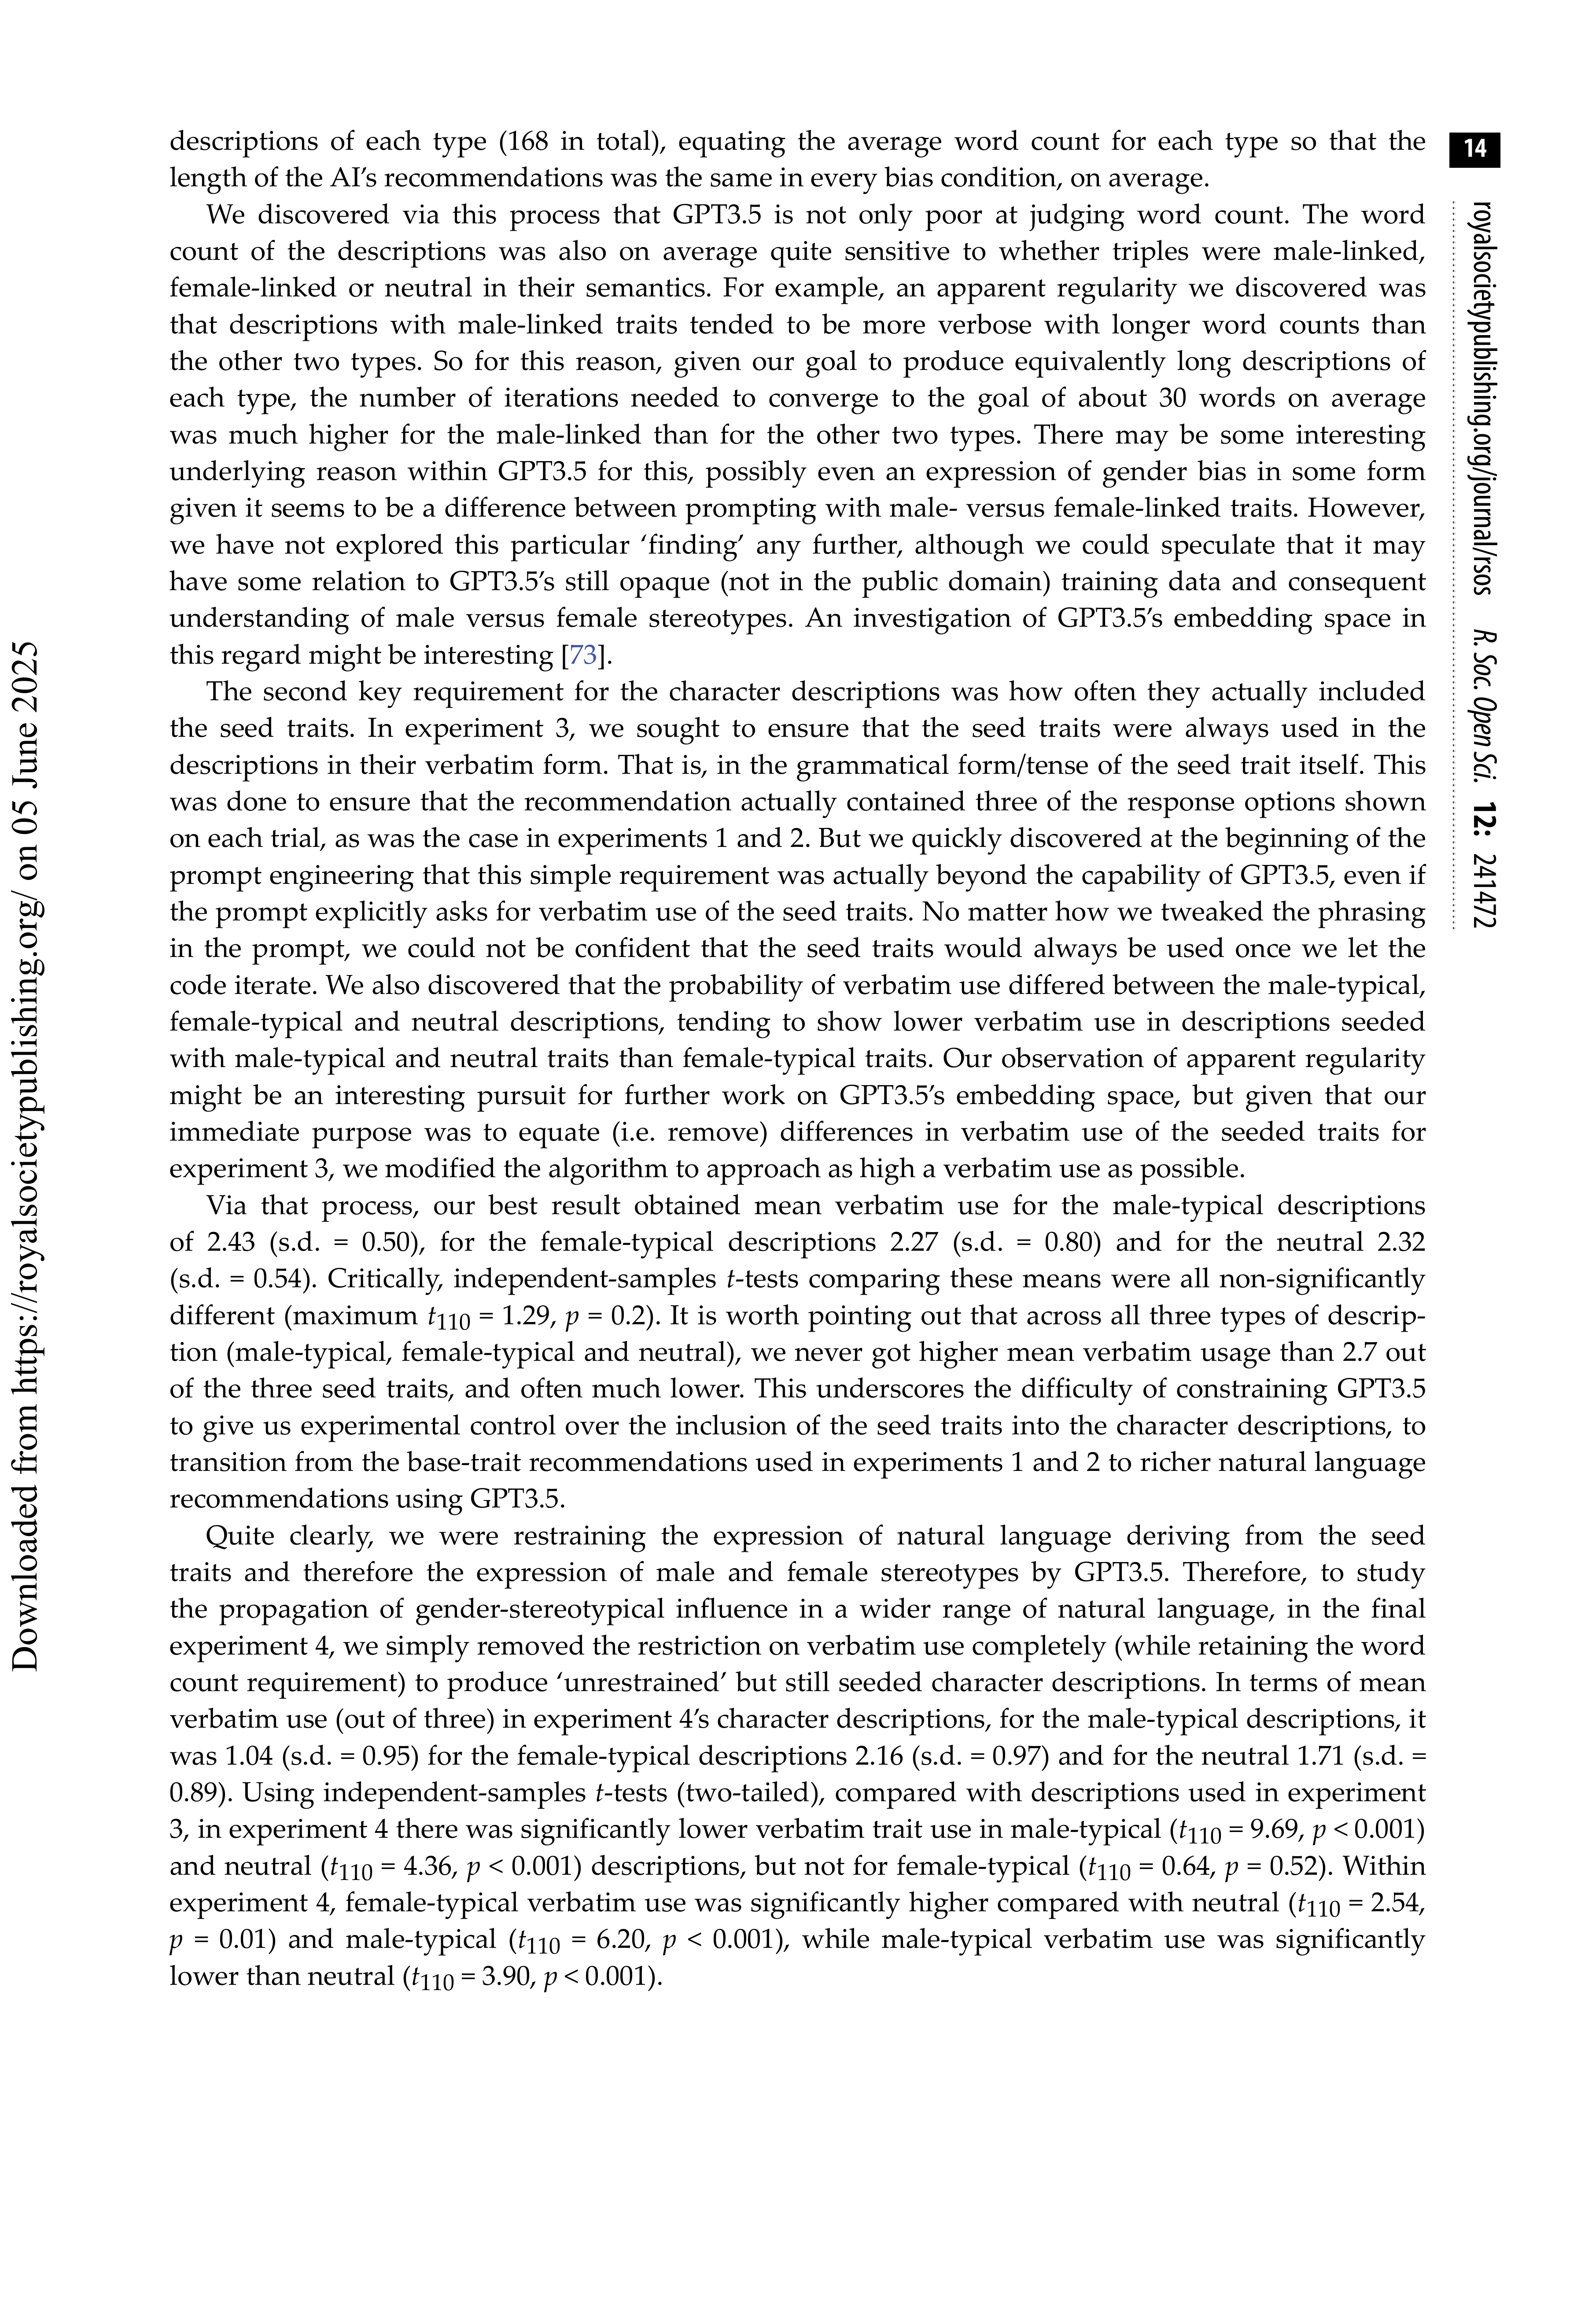 descriptions of each type (168 in total), equating the average word count for each type so that the
length of the AI’s recommendations was the same in every bias condition, on average.
We discovered via this process that GPT3.5 is not only poor at judging word count. The word
count of the descriptions was also on average quite sensitive to whether triples were male-linked,
female-linked or neutral in their semantics. For example, an apparent regularity we discovered was
that descriptions with male-linked traits tended to be more verbose with longer word counts than
the other two types. So for this reason, given our goal to produce equivalently long descriptions of
each type, the number of iterations needed to converge to the goal of about 30 words on average
was much higher for the male-linked than for the other two types. There may be some interesting
underlying reason within GPT3.5 for this, possibly even an expression of gender bias in some form
given it seems to be a difference between prompting with male- versus female-linked traits. However,
we have not explored this particular ‘finding’ any further, although we could speculate that it may
have some relation to GPT3.5’s still opaque (not in the public domain) training data and consequent
understanding of male versus female stereotypes. An investigation of GPT3.5’s embedding space in
this regard might be interesting [73].
The second key requirement for the character descriptions was how often they actually included
the seed traits. In experiment 3, we sought to ensure that the seed traits were always used in the
descriptions in their verbatim form. That is, in the grammatical form/tense of the seed trait itself. This
was done to ensure that the recommendation actually contained three of the response options shown
on each trial, as was the case in experiments 1 and 2. But we quickly discovered at the beginning of the
prompt engineering that this simple requirement was actually beyond the capability of GPT3.5, even if
the prompt explicitly asks for verbatim use of the seed traits. No matter how we tweaked the phrasing
in the prompt, we could not be confident that the seed traits would always be used once we let the
code iterate. We also discovered that the probability of verbatim use differed between the male-typical,
female-typical and neutral descriptions, tending to show lower verbatim use in descriptions seeded
with male-typical and neutral traits than female-typical traits. Our observation of apparent regularity
might be an interesting pursuit for further work on GPT3.5’s embedding space, but given that our
immediate purpose was to equate (i.e. remove) differences in verbatim use of the seeded traits for
experiment 3, we modified the algorithm to approach as high a verbatim use as possible.
Via that process, our best result obtained mean verbatim use for the male-typical descriptions
of 2.43 (s.d. = 0.50), for the female-typical descriptions 2.27 (s.d. = 0.80) and for the neutral 2.32
(s.d. = 0.54). Critically, independent-samples t-tests comparing these means were all non-significantly
different (maximum t110 = 1.29, p = 0.2). It is worth pointing out that across all three types of descrip-
tion (male-typical, female-typical and neutral), we never got higher mean verbatim usage than 2.7 out
of the three seed traits, and often much lower. This underscores the difficulty of constraining GPT3.5
to give us experimental control over the inclusion of the seed traits into the character descriptions, to
transition from the base-trait recommendations used in experiments 1 and 2 to richer natural language
recommendations using GPT3.5.
Quite clearly, we were restraining the expression of natural language deriving from the seed
traits and therefore the expression of male and female stereotypes by GPT3.5. Therefore, to study
the propagation of gender-stereotypical influence in a wider range of natural language, in the final
experiment 4, we simply removed the restriction on verbatim use completely (while retaining the word
count requirement) to produce ‘unrestrained’ but still seeded character descriptions. In terms of mean
verbatim use (out of three) in experiment 4’s character descriptions, for the male-typical descriptions, it
was 1.04 (s.d. = 0.95) for the female-typical descriptions 2.16 (s.d. = 0.97) and for the neutral 1.71 (s.d. =
0.89). Using independent-samples t-tests (two-tailed), compared with descriptions used in experiment
3, in experiment 4 there was significantly lower verbatim trait use in male-typical (t110 = 9.69, p < 0.001)
and neutral (t110 = 4.36, p < 0.001) descriptions, but not for female-typical (t110 = 0.64, p = 0.52). Within
experiment 4, female-typical verbatim use was significantly higher compared with neutral (t110 = 2.54,
p = 0.01) and male-typical (t110 = 6.20, p < 0.001), while male-typical verbatim use was significantly
lower than neutral (t110 = 3.90, p < 0.001).
14
royalsocietypublishing.org/journal/rsos R. Soc. Open Sci. 12: 241472
Downloaded from https://royalsocietypublishing.org/ on 05 June 2025